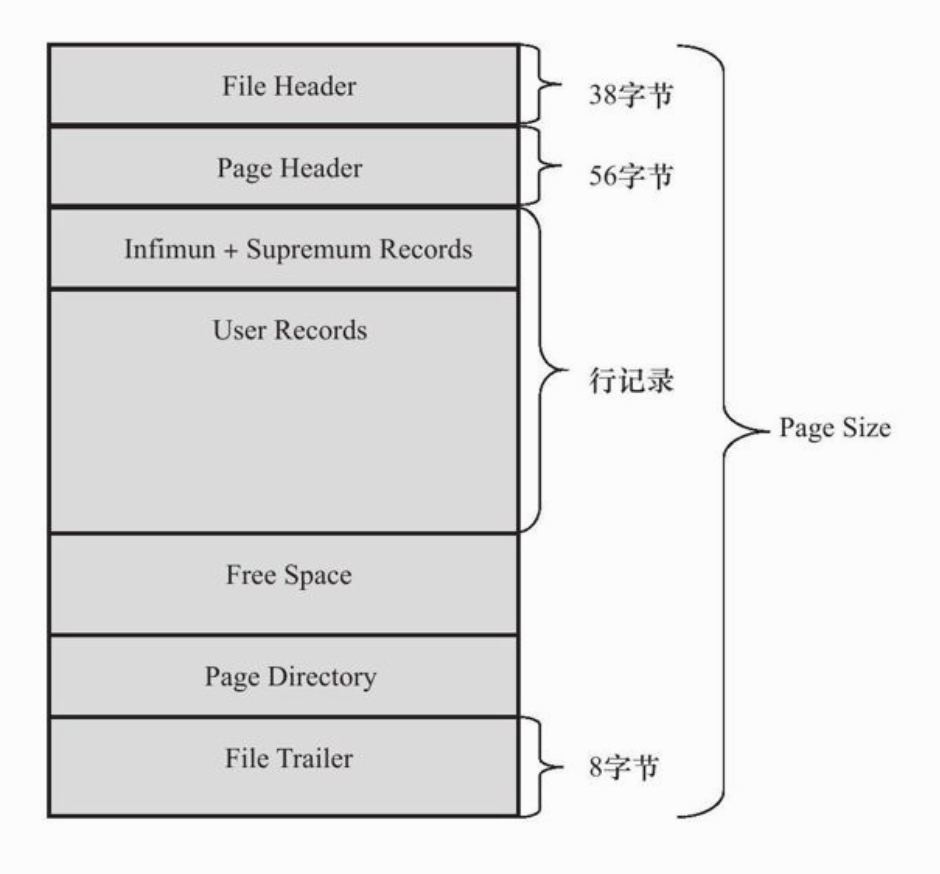 File Header
38字节
Page Header
56字节
Infimun + Supremum Records
User Records
行记录
Page Size
Free Space
Page Directory
File Trailer
8字节